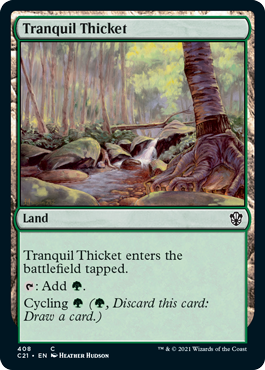 Tranquil Thicket
Land
Tranquil Thicket enters the
battlefield tapped.
: Add .
Cycling (, Discard this card:
Draw a card.)
408 C
C21 • EN Heather Hudson
™ & © 2021 Wizards of the Coast